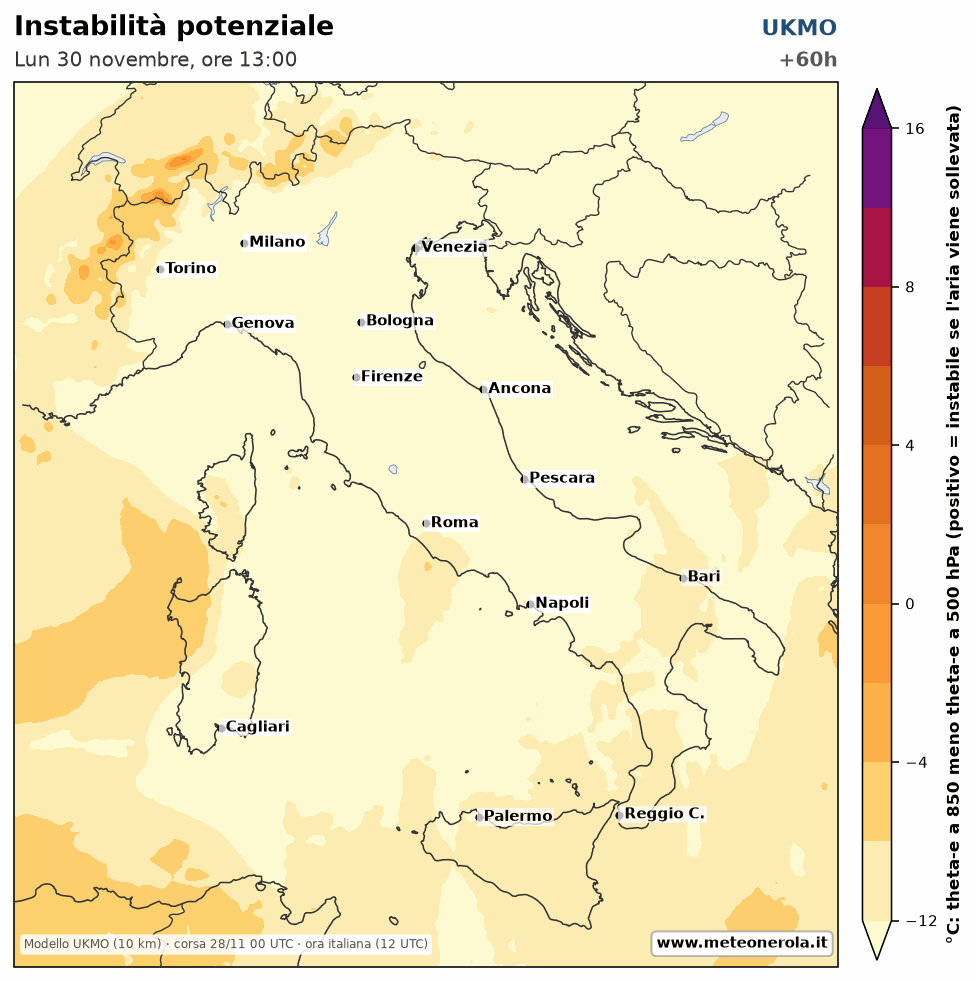 Instabilità potenziale
UKMO
Lun 30 novembre, ore 13:00
+60h
Milano
Venezia
Torino
Genova
Bologna
Firenze
Ancona
Pescara
Roma
Bari
Napoli
Cagliari
Palermo
Reggio C.
16
8
4
0
−4
−12
°C: theta-e a 850 meno theta-e a 500 hPa (positivo = instabile se l'aria viene sollevata)
Modello UKMO (10 km) · corsa 28/11 00 UTC · ora italiana (12 UTC)
www.meteonerola.it